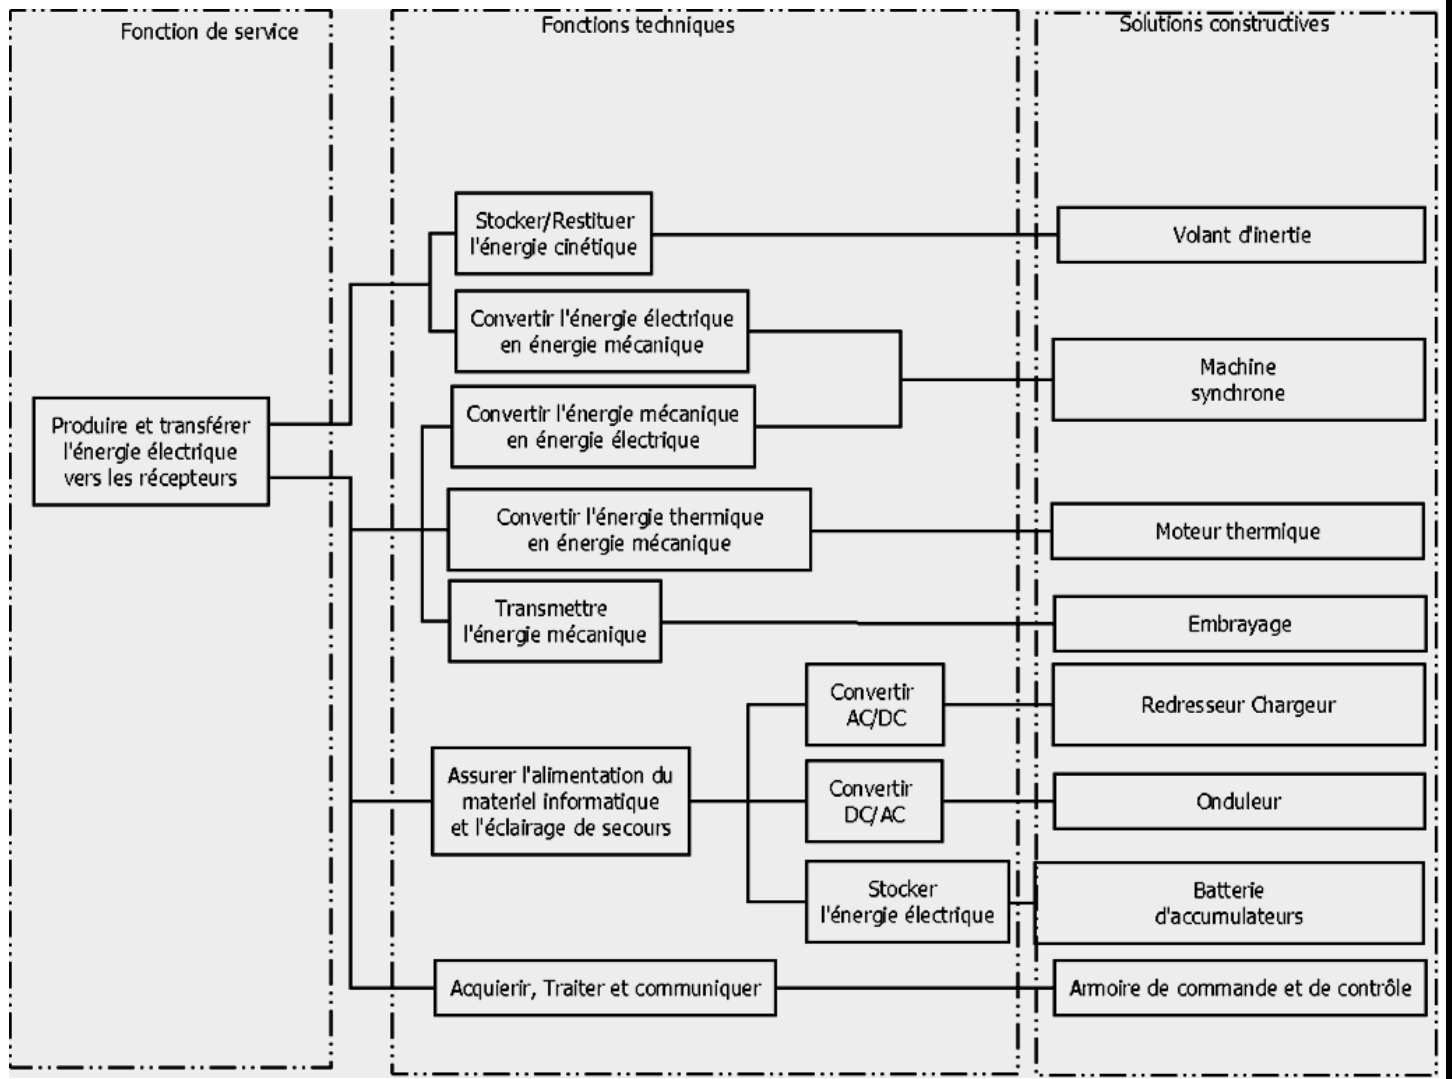 Fonction de service
Fonctions techniques
Solutions constructives
Stocker/Restituer
l'énergie cinétique
Volant d'inertie
Convertir l'énergie électrique
en énergie mécanique
Machine
synchrone
Produire et transférer
l'énergie électrique
vers les récepteurs
Convertir l'énergie mécanique
en énergie électrique
Convertir l'énergie thermique
en énergie mécanique
Moteur thermique
Transmettre
l'énergie mécanique
Embrayage
Convertir
AC/DC
Redresseur Chargeur
Assurer l'alimentation du
materiel informatique
et l'éclairage de secours
Convertir
DC/AC
Onduleur
Stocker
l'énergie électrique
Batterie
d'accumulateurs
Acquierir, Traiter et communiquer
Armoire de commande et de contrôle